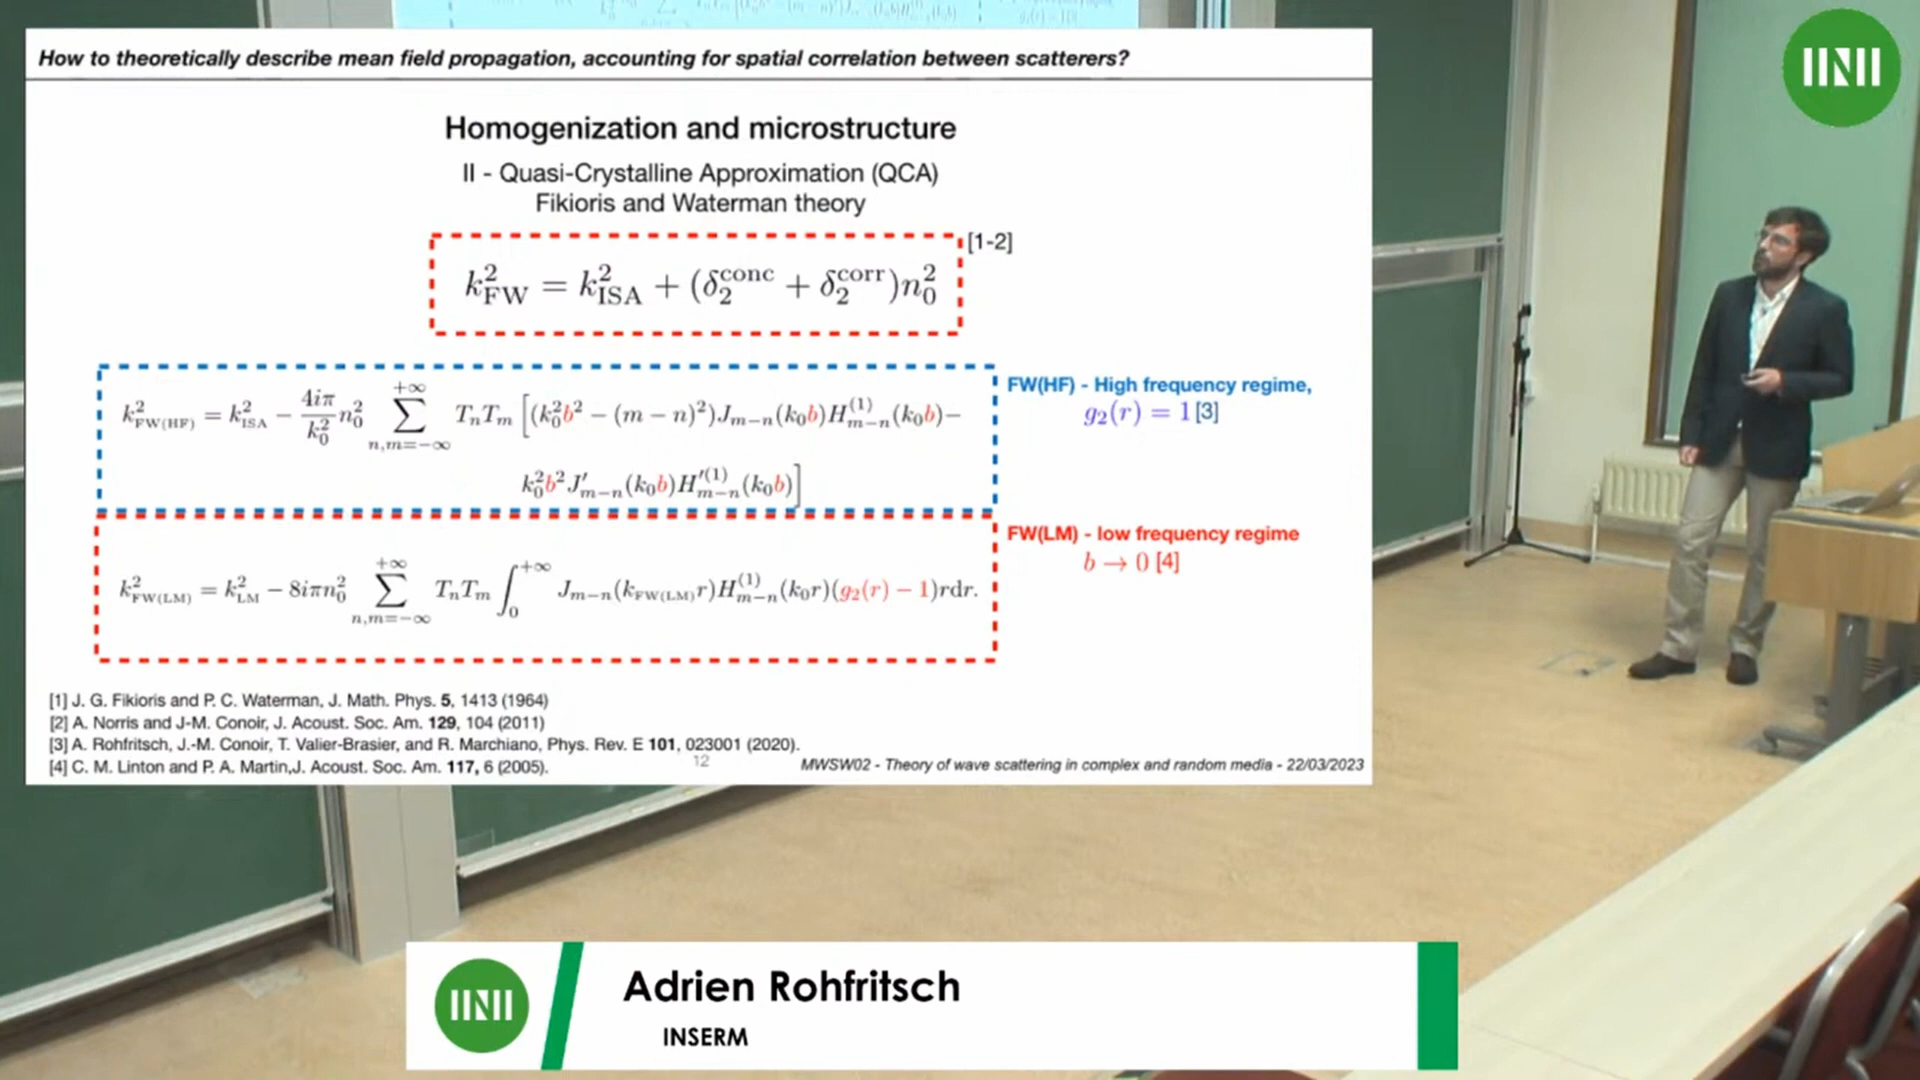 How to theoretically describe mean field propagation, accounting for spatial correlation between scatterers?
Homogenization and microstructure
II - Quasi-Crystalline Approximation (QCA)
Fikioris and Waterman theory
k²_FW = k²_ISA + (δ₂^conc + δ₂^corr)n₀² [1-2]
k²_FW(HF) = k²_ISA − 4iπ/k₀² n₀² ∑_{n,m=−∞}^{+∞} TₙTₘ [(k₀²b² − (m − n)²)J_{m−n}(k₀b)H^{(1)}_{m−n}(k₀b)−
k₀²b²J′_{m−n}(k₀b)H′^{(1)}_{m−n}(k₀b)]
FW(HF) - High frequency regime,
g₂(r) = 1 [3]
k²_FW(LM) = k²_LM − 8iπn₀² ∑_{n,m=−∞}^{+∞} TₙTₘ ∫₀^{+∞} J_{m−n}(k_FW(LM)r)H^{(1)}_{m−n}(k₀r)(g₂(r) − 1)rdr.
FW(LM) - low frequency regime
b → 0 [4]
[1] J. G. Fikioris and P. C. Waterman, J. Math. Phys. 5, 1413 (1964)
[2] A. Norris and J-M. Conoir, J. Acoust. Soc. Am. 129, 104 (2011)
[3] A. Rohfritsch, J.-M. Conoir, T. Valier-Brasier, and R. Marchiano, Phys. Rev. E 101, 023001 (2020).
[4] C. M. Linton and P. A. Martin,J. Acoust. Soc. Am. 117, 6 (2005).
12
MWSW02 - Theory of wave scattering in complex and random media - 22/03/2023
Adrien Rohfritsch
INSERM